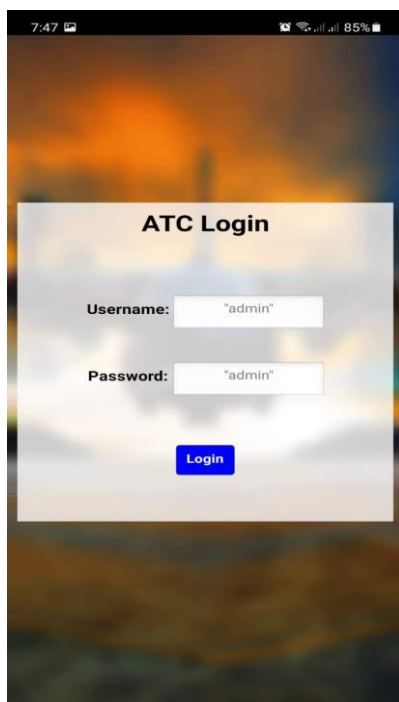 7:47 85%
ATC Login
Username: "admin"
Password: "admin"
Login